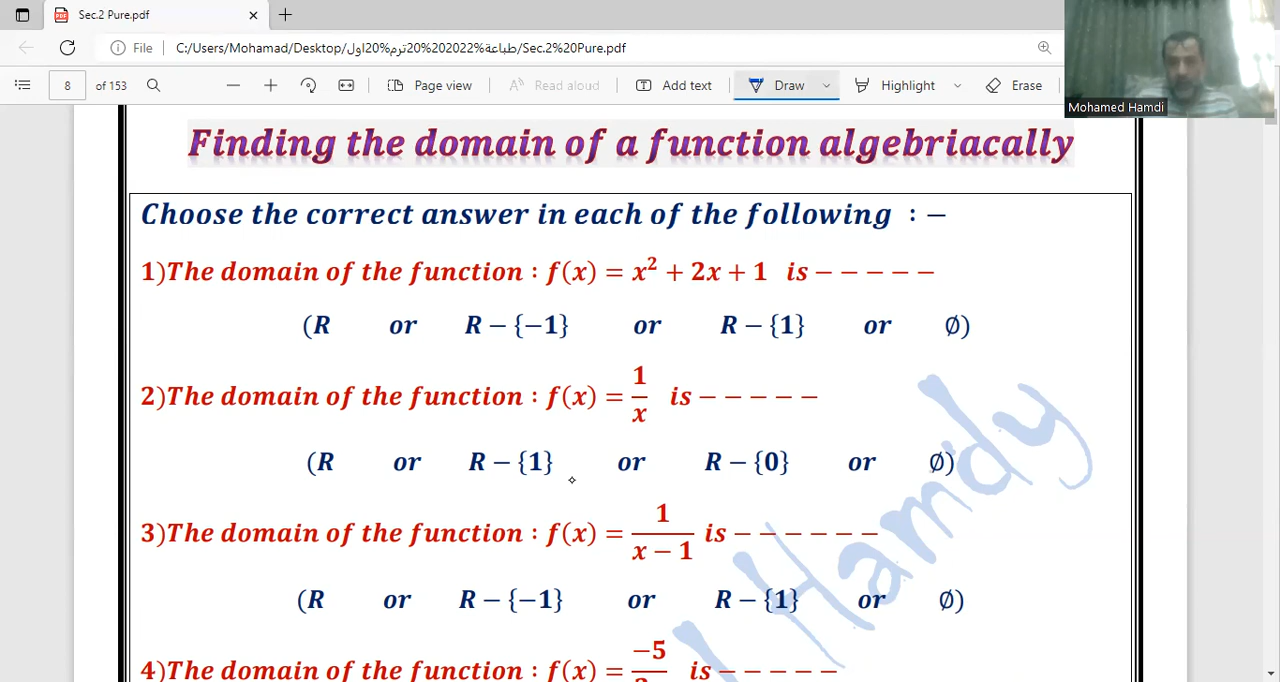 Sec.2 Pure.pdf
File C:/Users/Mohamad/Desktop/طباعة%202022%20ترم%20اول/Sec.2%20Pure.pdf
8 of 153 Page view Read aloud Add text Draw Highlight Erase
Mohamed Hamdi
Finding the domain of a function algebriacally
Choose the correct answer in each of the following : −
1)The domain of the function : f(x) = x² + 2x + 1 is − − − − −
(R or R − {−1} or R − {1} or ∅)
2)The domain of the function : f(x) = 1/x is − − − − −
(R or R − {1} or R − {0} or ∅)
3)The domain of the function : f(x) = 1/(x − 1) is − − − − − −
(R or R − {−1} or R − {1} or ∅)
4)The domain of the function : f(x) = −5 is − − − − −
Hamdy